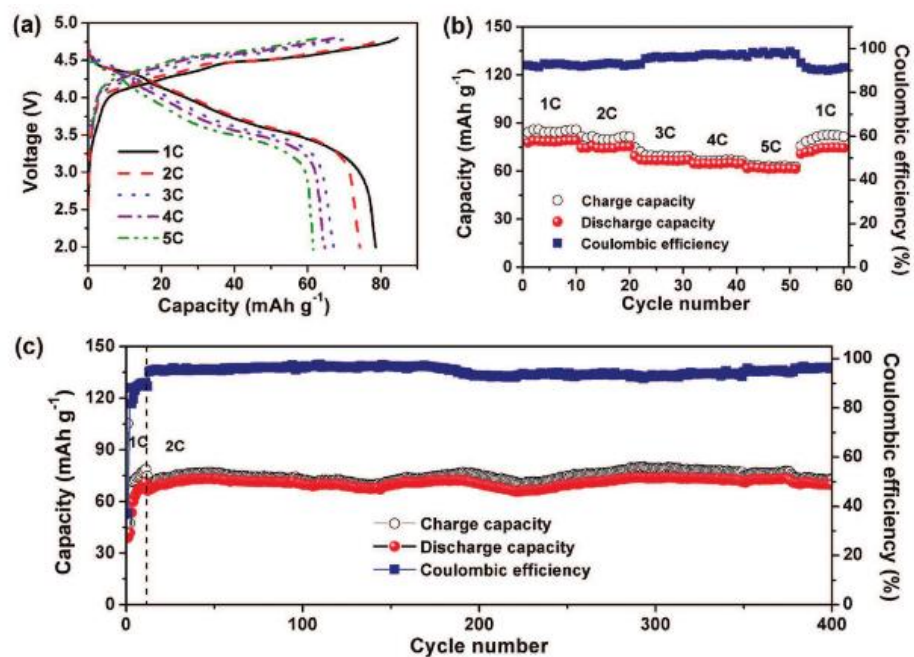 (a)
5.0
4.5
4.0
3.5
3.0
2.5
2.0
Voltage (V)
1C
2C
3C
4C
5C
0 20 40 60 80
Capacity (mAh g⁻¹)
(b)
150
120
90
60
30
0
Capacity (mAh g⁻¹)
1C 2C 3C 4C 5C 1C
Charge capacity
Discharge capacity
Coulombic efficiency
100
80
60
40
20
0
Coulombic efficiency (%)
0 10 20 30 40 50 60
Cycle number
(c)
150
120
90
60
30
0
Capacity (mAh g⁻¹)
1C 2C
Charge capacity
Discharge capacity
Coulombic efficiency
100
80
60
40
20
0
Coulombic efficiency (%)
0 100 200 300 400
Cycle number